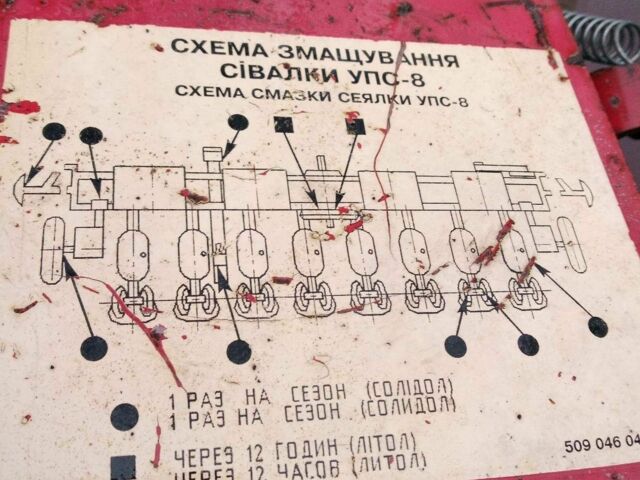 СХЕМА ЗМАЩУВАННЯ
СІВАЛКИ УПС-8
СХЕМА СМАЗКИ СЕЯЛКИ УПС-8
1 РАЗ НА СЕЗОН (СОЛІДОЛ)
1 РАЗ НА СЕЗОН (СОЛИДОЛ)
ЧЕРЕЗ 12 ГОДИН (ЛІТОЛ)
ЧЕРЕЗ 12 ЧАСОВ (ЛИТОЛ)
509 046 04